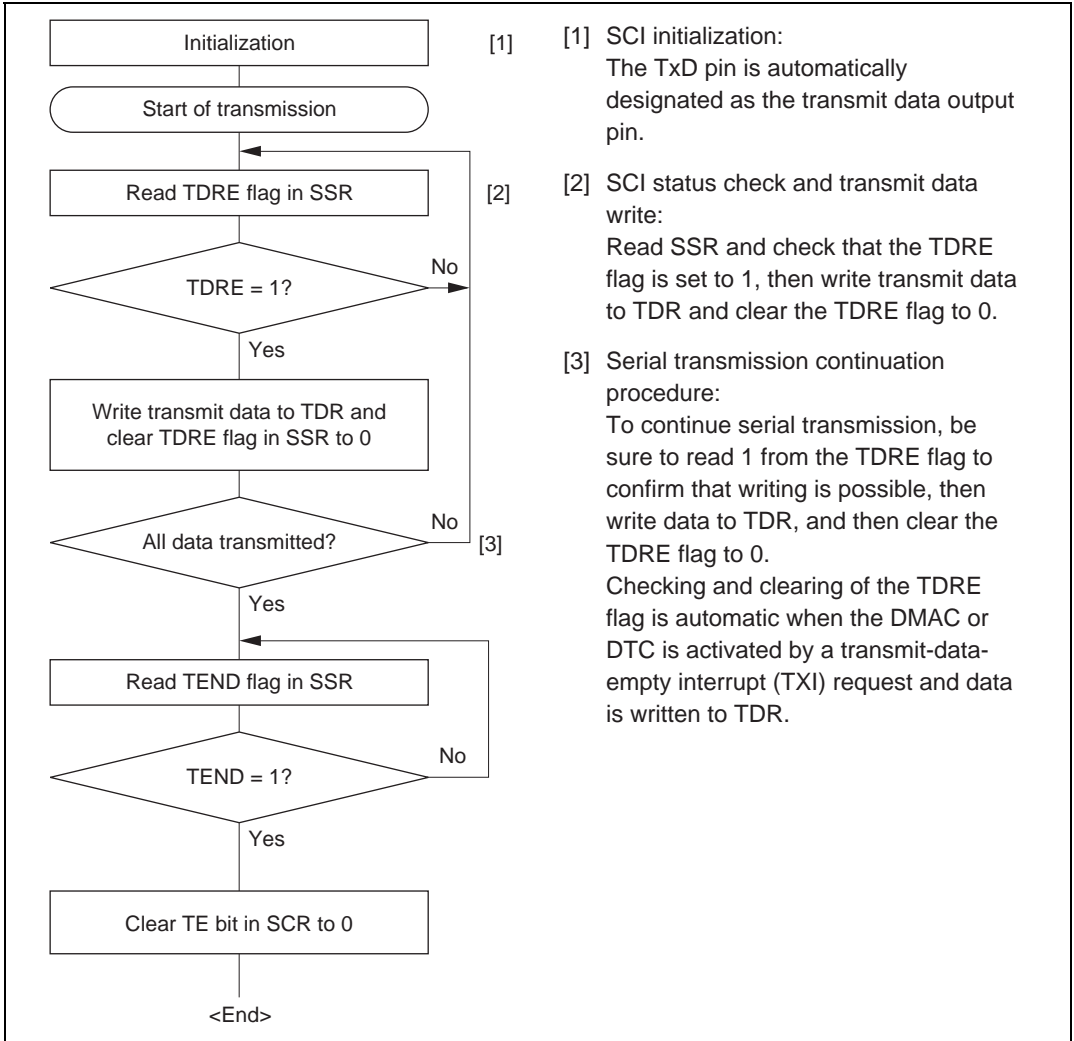 Initialization [1]
Start of transmission
Read TDRE flag in SSR [2]
TDRE = 1?
No
Yes
Write transmit data to TDR and
clear TDRE flag in SSR to 0
All data transmitted?
No
[3]
Yes
Read TEND flag in SSR
TEND = 1?
No
Yes
Clear TE bit in SCR to 0
<End>
[1] SCI initialization:
The TxD pin is automatically
designated as the transmit data output
pin.
[2] SCI status check and transmit data
write:
Read SSR and check that the TDRE
flag is set to 1, then write transmit data
to TDR and clear the TDRE flag to 0.
[3] Serial transmission continuation
procedure:
To continue serial transmission, be
sure to read 1 from the TDRE flag to
confirm that writing is possible, then
write data to TDR, and then clear the
TDRE flag to 0.
Checking and clearing of the TDRE
flag is automatic when the DMAC or
DTC is activated by a transmit-data-
empty interrupt (TXI) request and data
is written to TDR.